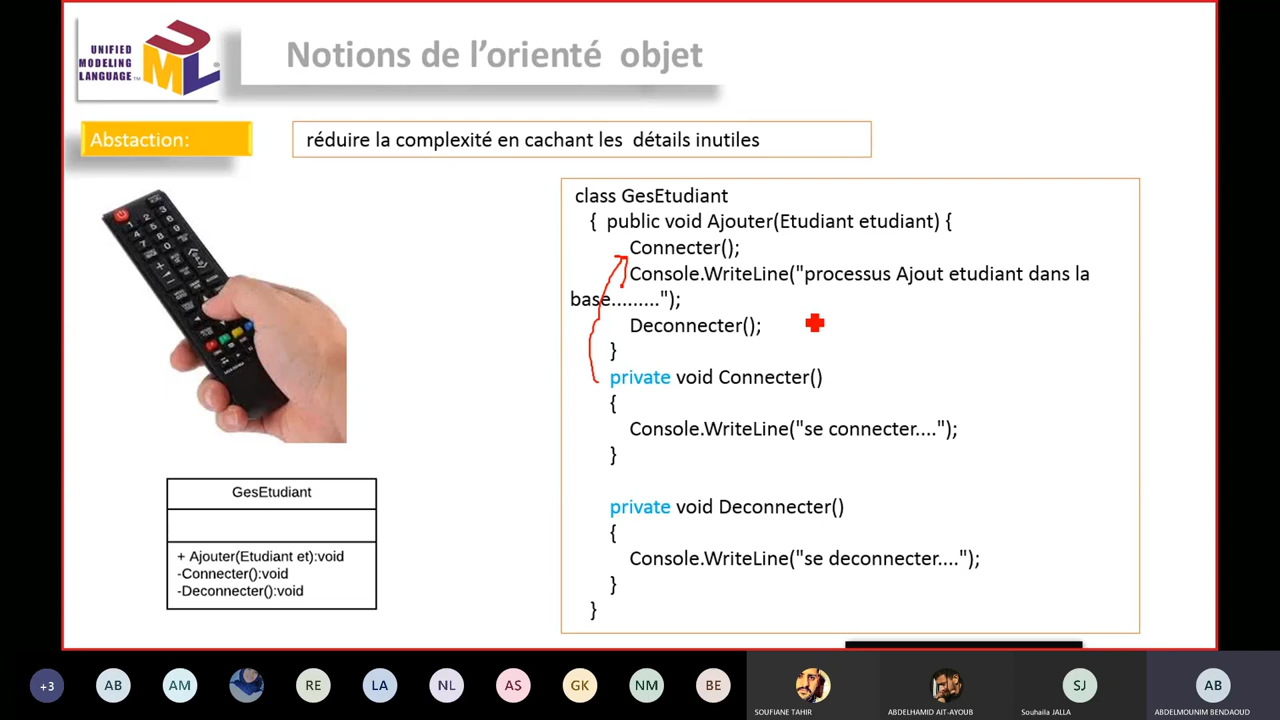 UNIFIED
MODELING
LANGUAGE™
UML®
Notions de l'orienté objet
Abstaction:
réduire la complexité en cachant les détails inutiles
class GesEtudiant
{ public void Ajouter(Etudiant etudiant) {
Connecter();
Console.WriteLine("processus Ajout etudiant dans la
base.........");
Deconnecter();
}
private void Connecter()
{
Console.WriteLine("se connecter....");
}
private void Deconnecter()
{
Console.WriteLine("se deconnecter....");
}
}
GesEtudiant
+ Ajouter(Etudiant et):void
-Connecter():void
-Deconnecter():void
+3
AB
AM
RE
LA
NL
AS
GK
NM
BE
SOUFIANE TAHIR
ABDELHAMID AIT-AYOUB
SJ
Souhaila JALLA
AB
ABDELMOUNIM BENDAOUD